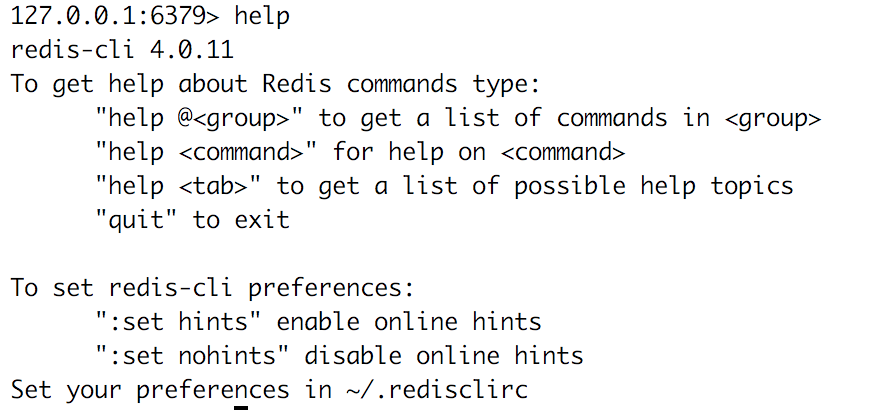 127.0.0.1:6379> help
redis-cli 4.0.11
To get help about Redis commands type:
"help @<group>" to get a list of commands in <group>
"help <command>" for help on <command>
"help <tab>" to get a list of possible help topics
"quit" to exit
To set redis-cli preferences:
":set hints" enable online hints
":set nohints" disable online hints
Set your preferences in ~/.redisclirc